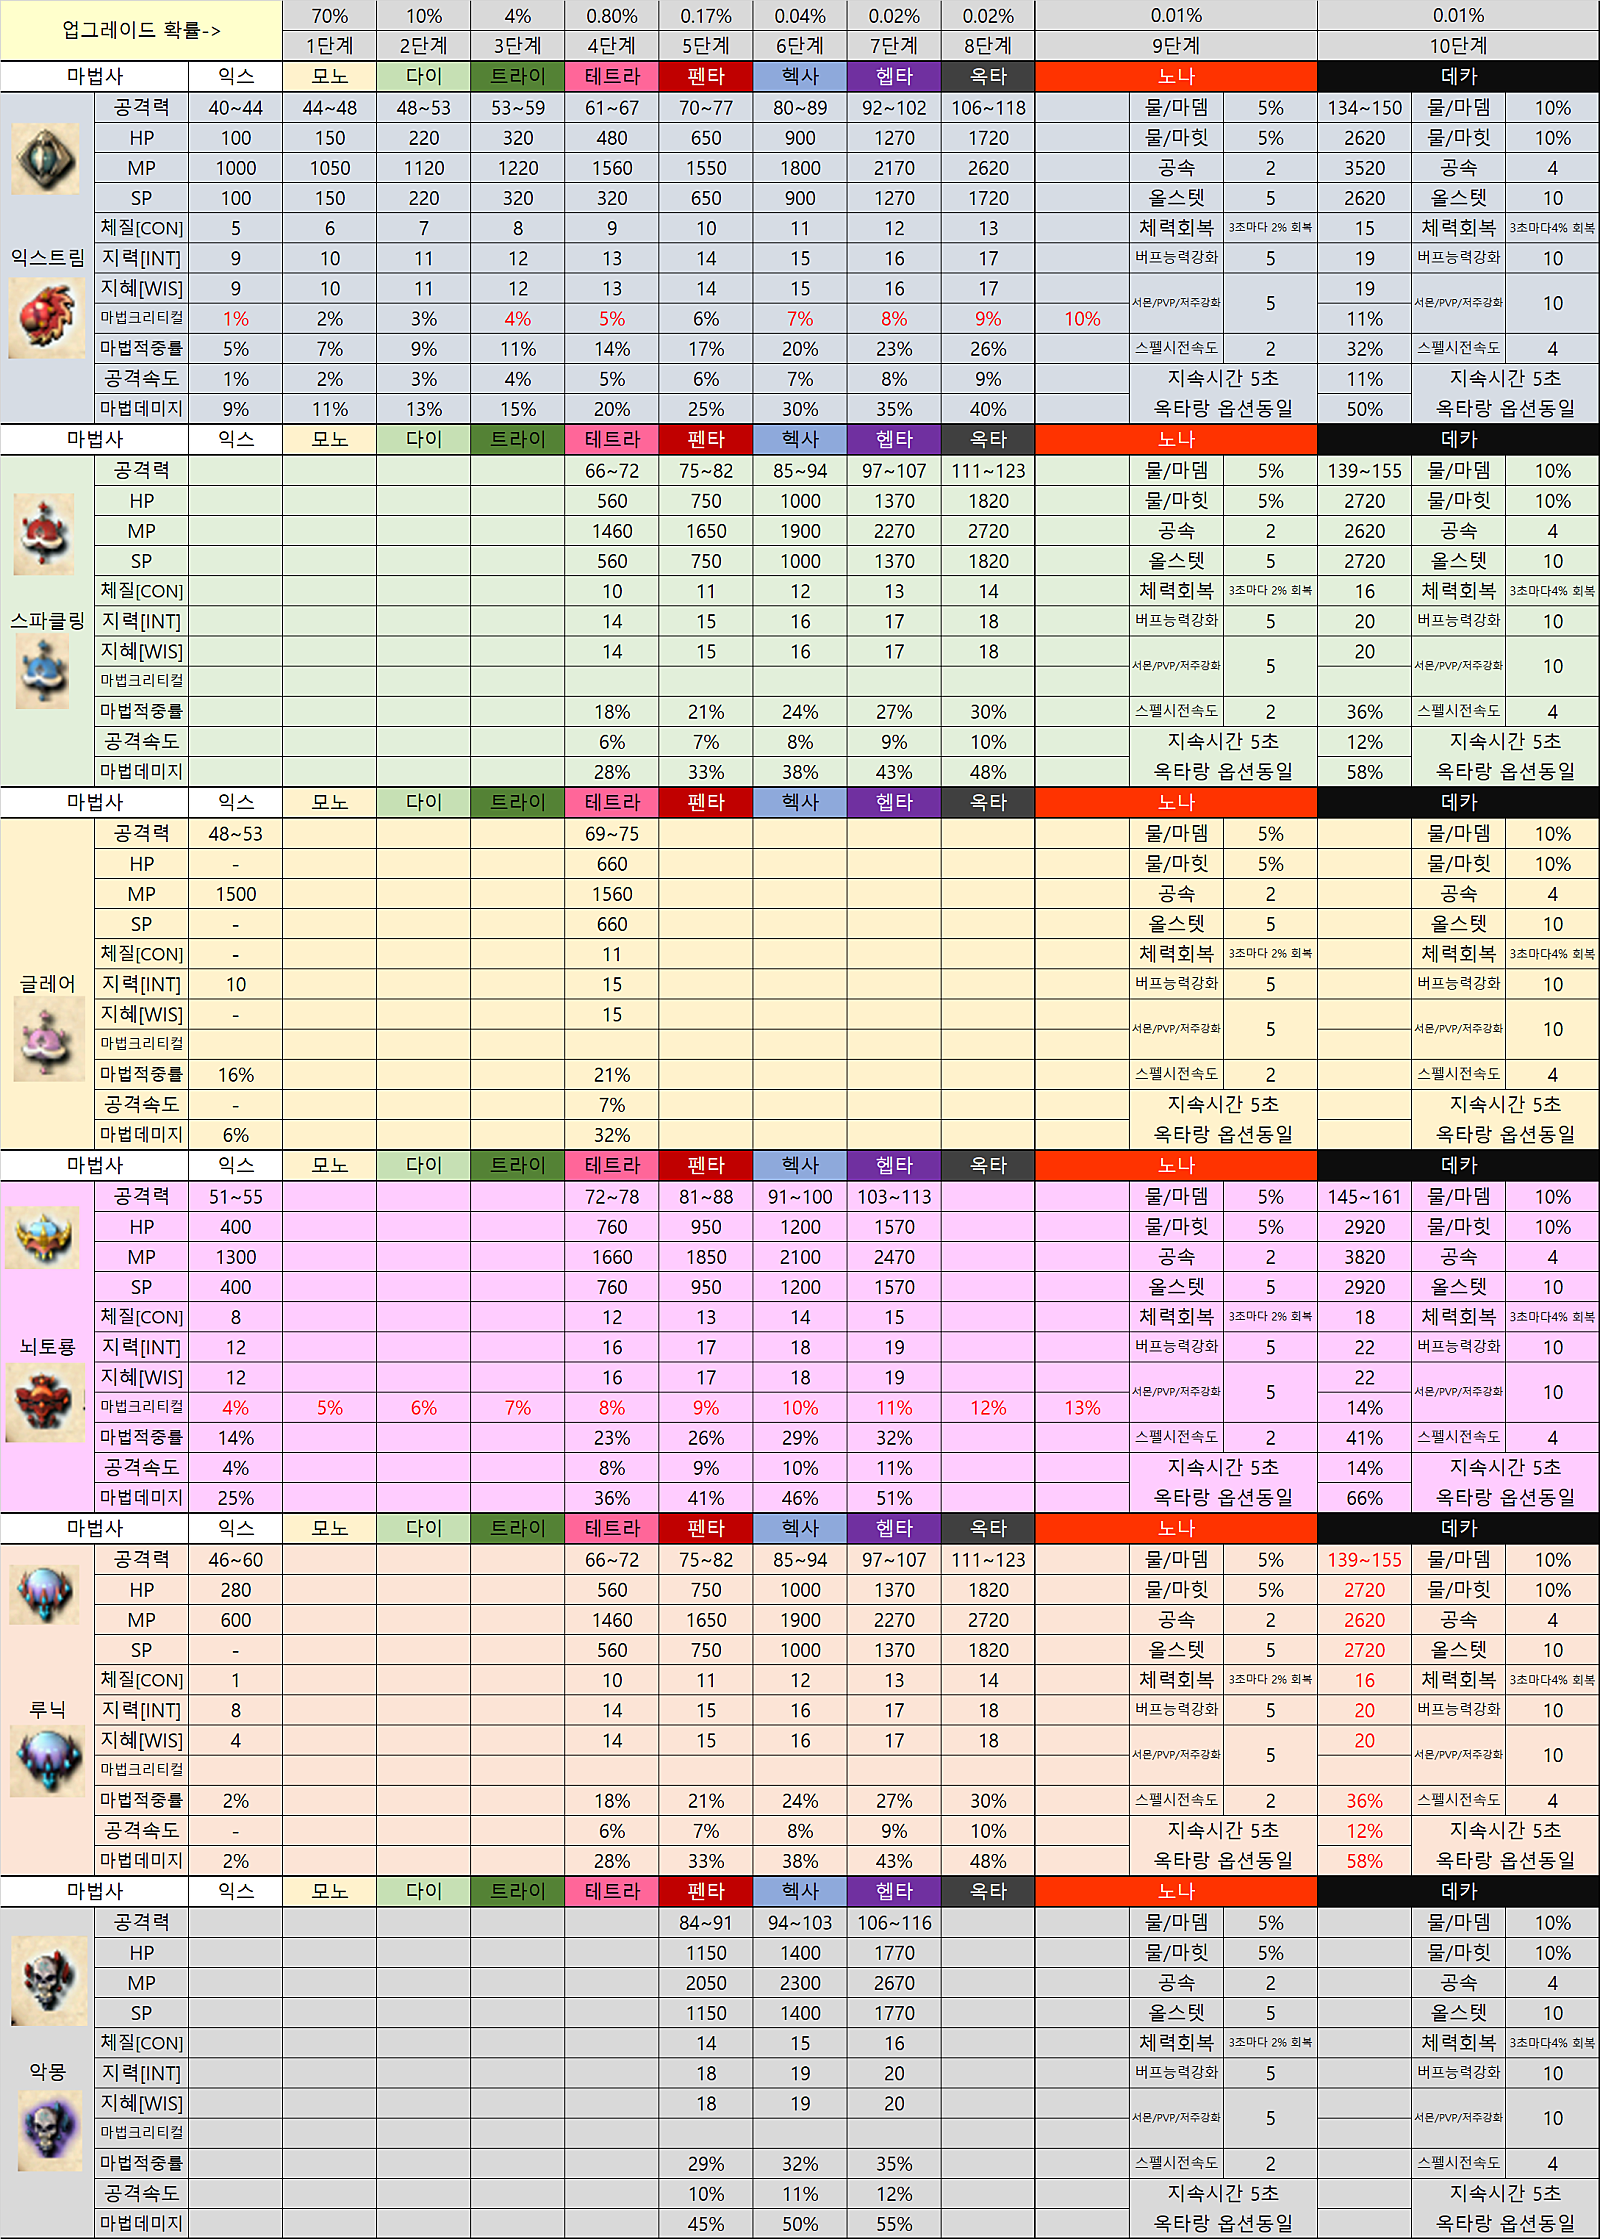 업그레이드 확률-> 70% 10% 4% 0.80% 0.17% 0.04% 0.02% 0.02% 0.01% 0.01%
1단계 2단계 3단계 4단계 5단계 6단계 7단계 8단계 9단계 10단계
마법사 익스 모노 다이 트라이 테트라 펜타 헥사 헵타 옥타 노나 데카
공격력 40~44 44~48 48~53 53~59 61~67 70~77 80~89 92~102 106~118 물/마뎀 5% 134~150 물/마뎀 10%
HP 100 150 220 320 480 650 900 1270 1720 물/마힛 5% 2620 물/마힛 10%
MP 1000 1050 1120 1220 1560 1550 1800 2170 2620 공속 2 3520 공속 4
SP 100 150 220 320 320 650 900 1270 1720 올스텟 5 2620 올스텟 10
체질[CON] 5 6 7 8 9 10 11 12 13 체력회복 3조마다 2% 회복 15 체력회복 3초마다4% 회복
익스트림 지력[INT] 9 10 11 12 13 14 15 16 17 버프능력강화 5 19 버프능력강화 10
지혜[WIS] 9 10 11 12 13 14 15 16 17 서몬/PVP/저주강화 5 19 서몬/PVP/저주강화 10
마법크리티컬 1% 2% 3% 4% 5% 6% 7% 8% 9% 10% 11%
마법적중률 5% 7% 9% 11% 14% 17% 20% 23% 26% 스펠시전속도 2 32% 스펠시전속도 4
공격속도 1% 2% 3% 4% 5% 6% 7% 8% 9% 지속시간 5초 11% 지속시간 5초
마법데미지 9% 11% 13% 15% 20% 25% 30% 35% 40% 옥타랑 옵션동일 50% 옥타랑 옵션동일
마법사 익스 모노 다이 트라이 테트라 펜타 헥사 헵타 옥타 노나 데카
공격력 66~72 75~82 85~94 97~107 111~123 물/마뎀 5% 139~155 물/마뎀 10%
HP 560 750 1000 1370 1820 물/마힛 5% 2720 물/마힛 10%
MP 1460 1650 1900 2270 2720 공속 2 2620 공속 4
SP 560 750 1000 1370 1820 올스텟 5 2720 올스텟 10
체질[CON] 10 11 12 13 14 체력회복 3조마다 2% 회복 16 체력회복 3초마다4% 회복
스파클링 지력[INT] 14 15 16 17 18 버프능력강화 5 20 버프능력강화 10
지혜[WIS] 14 15 16 17 18 서몬/PVP/저주강화 5 20 서몬/PVP/저주강화 10
마법크리티컬
마법적중률 18% 21% 24% 27% 30% 스펠시전속도 2 36% 스펠시전속도 4
공격속도 6% 7% 8% 9% 10% 지속시간 5초 12% 지속시간 5초
마법데미지 28% 33% 38% 43% 48% 옥타랑 옵션동일 58% 옥타랑 옵션동일
마법사 익스 모노 다이 트라이 테트라 펜타 헥사 헵타 옥타 노나 데카
공격력 48~53 69~75 물/마뎀 5% 물/마뎀 10%
HP - 660 물/마힛 5% 물/마힛 10%
MP 1500 1560 공속 2 공속 4
SP - 660 올스텟 5 올스텟 10
체질[CON] - 11 체력회복 3조마다 2% 회복 체력회복 3초마다4% 회복
글레어 지력[INT] 10 15 버프능력강화 5 버프능력강화 10
지혜[WIS] - 15 서몬/PVP/저주강화 5 서몬/PVP/저주강화 10
마법크리티컬
마법적중률 16% 21% 스펠시전속도 2 스펠시전속도 4
공격속도 - 7% 지속시간 5초 지속시간 5초
마법데미지 6% 32% 옥타랑 옵션동일 옥타랑 옵션동일
마법사 익스 모노 다이 트라이 테트라 펜타 헥사 헵타 옥타 노나 데카
공격력 51~55 72~78 81~88 91~100 103~113 물/마뎀 5% 145~161 물/마뎀 10%
HP 400 760 950 1200 1570 물/마힛 5% 2920 물/마힛 10%
MP 1300 1660 1850 2100 2470 공속 2 3820 공속 4
SP 400 760 950 1200 1570 올스텟 5 2920 올스텟 10
체질[CON] 8 12 13 14 15 체력회복 3조마다 2% 회복 18 체력회복 3초마다4% 회복
뇌토룡 지력[INT] 12 16 17 18 19 버프능력강화 5 22 버프능력강화 10
지혜[WIS] 12 16 17 18 19 서몬/PVP/저주강화 5 22 서몬/PVP/저주강화 10
마법크리티컬 4% 5% 6% 7% 8% 9% 10% 11% 12% 13% 14%
마법적중률 14% 23% 26% 29% 32% 스펠시전속도 2 41% 스펠시전속도 4
공격속도 4% 8% 9% 10% 11% 지속시간 5초 14% 지속시간 5초
마법데미지 25% 36% 41% 46% 51% 옥타랑 옵션동일 66% 옥타랑 옵션동일
마법사 익스 모노 다이 트라이 테트라 펜타 헥사 헵타 옥타 노나 데카
공격력 46~60 66~72 75~82 85~94 97~107 111~123 물/마뎀 5% 139~155 물/마뎀 10%
HP 280 560 750 1000 1370 1820 물/마힛 5% 2720 물/마힛 10%
MP 600 1460 1650 1900 2270 2720 공속 2 2620 공속 4
SP - 560 750 1000 1370 1820 올스텟 5 2720 올스텟 10
체질[CON] 1 10 11 12 13 14 체력회복 3조마다 2% 회복 16 체력회복 3초마다4% 회복
루닉 지력[INT] 8 14 15 16 17 18 버프능력강화 5 20 버프능력강화 10
지혜[WIS] 4 14 15 16 17 18 서몬/PVP/저주강화 5 20 서몬/PVP/저주강화 10
마법크리티컬
마법적중률 2% 18% 21% 24% 27% 30% 스펠시전속도 2 36% 스펠시전속도 4
공격속도 - 6% 7% 8% 9% 10% 지속시간 5초 12% 지속시간 5초
마법데미지 2% 28% 33% 38% 43% 48% 옥타랑 옵션동일 58% 옥타랑 옵션동일
마법사 익스 모노 다이 트라이 테트라 펜타 헥사 헵타 옥타 노나 데카
공격력 84~91 94~103 106~116 물/마뎀 5% 물/마뎀 10%
HP 1150 1400 1770 물/마힛 5% 물/마힛 10%
MP 2050 2300 2670 공속 2 공속 4
SP 1150 1400 1770 올스텟 5 올스텟 10
체질[CON] 14 15 16 체력회복 3조마다 2% 회복 체력회복 3초마다4% 회복
악몽 지력[INT] 18 19 20 버프능력강화 5 버프능력강화 10
지혜[WIS] 18 19 20 서몬/PVP/저주강화 5 서몬/PVP/저주강화 10
마법크리티컬
마법적중률 29% 32% 35% 스펠시전속도 2 스펠시전속도 4
공격속도 10% 11% 12% 지속시간 5초 지속시간 5초
마법데미지 45% 50% 55% 옥타랑 옵션동일 옥타랑 옵션동일